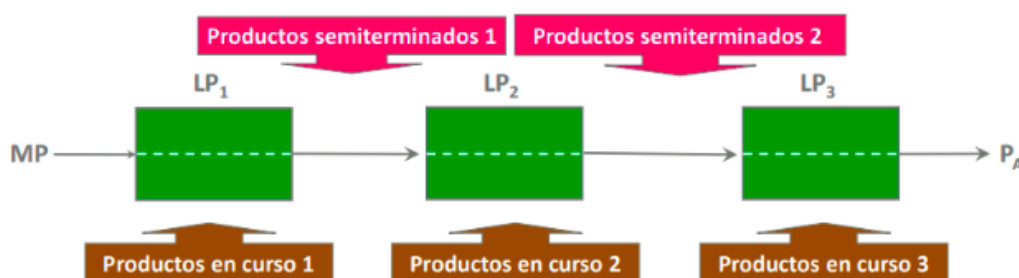 Productos semiterminados 1
Productos semiterminados 2
LP₁
LP₂
LP₃
MP
P_A
Productos en curso 1
Productos en curso 2
Productos en curso 3